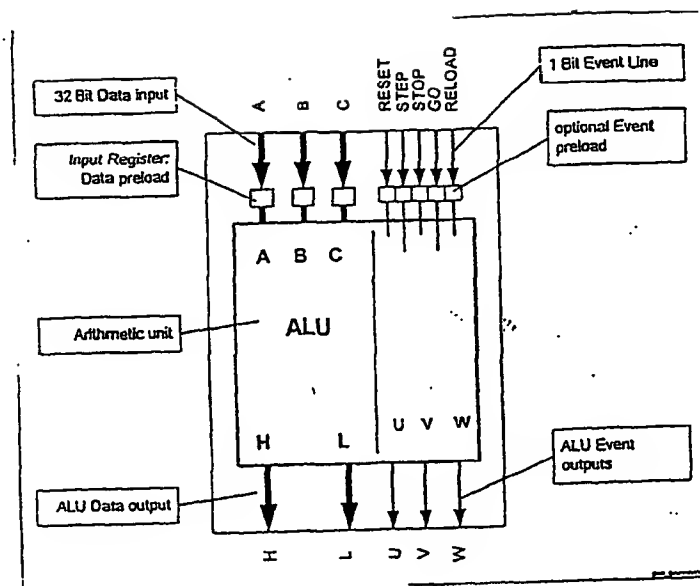 A B C RESET STEP STOP GO RELOAD
32 Bit Data input
1 Bit Event Line
Input Register:
Data preload
optional Event
preload
A B C
Arithmetic unit
ALU
U V W
H L
ALU Data output
ALU Event
outputs
H L U V W